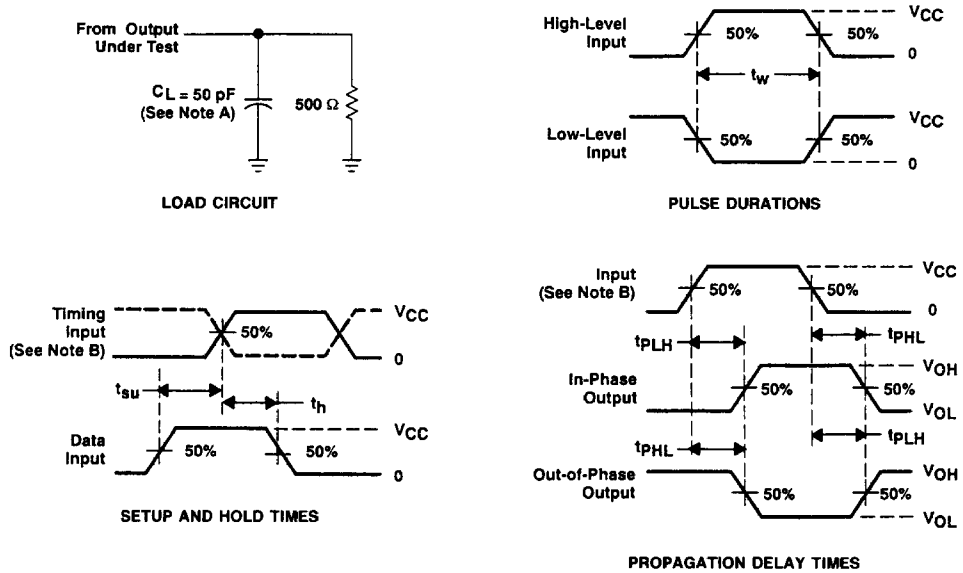 From Output
Under Test
CL = 50 pF
(See Note A)
500 Ω
LOAD CIRCUIT
High-Level
Input
50%
50%
VCC
0
tw
Low-Level
Input
50%
50%
VCC
0
PULSE DURATIONS
Timing
Input
(See Note B)
50%
VCC
0
tsu
th
Data
Input
50%
50%
VCC
0
SETUP AND HOLD TIMES
Input
(See Note B)
50%
50%
VCC
0
tPLH
tPHL
In-Phase
Output
50%
50%
VOH
VOL
tPHL
tPLH
Out-of-Phase
Output
50%
50%
VOH
VOL
PROPAGATION DELAY TIMES